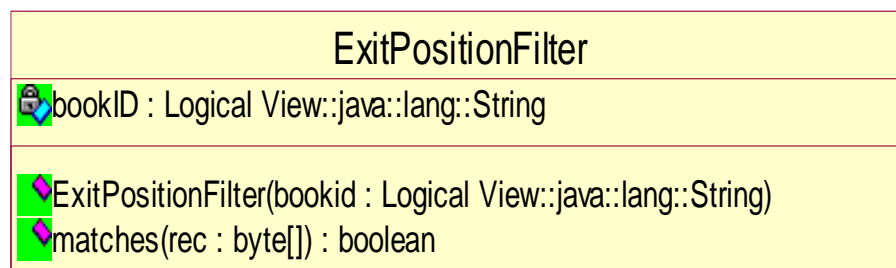 ExitPositionFilter
bookID : Logical View::java::lang::String
ExitPositionFilter(bookid : Logical View::java::lang::String)
matches(rec : byte[]) : boolean